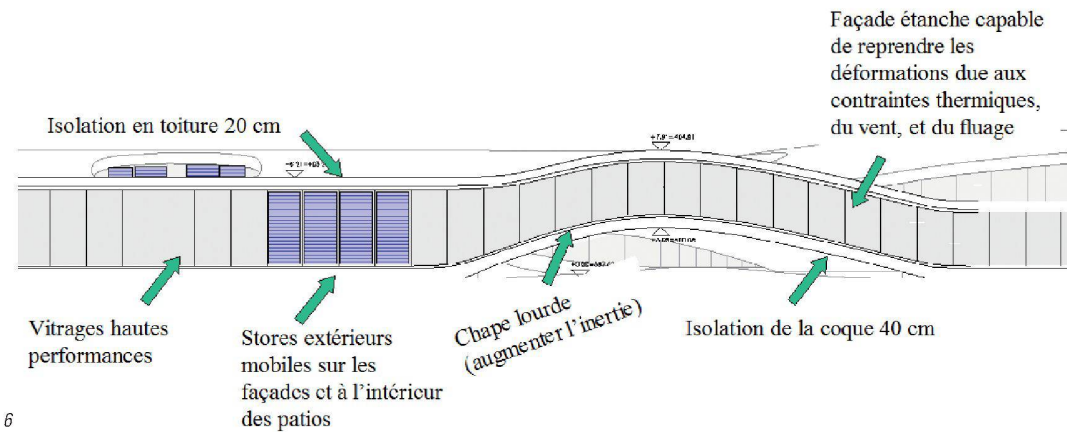 Façade étanche capable
de reprendre les
déformations due aux
contraintes thermiques,
du vent, et du fluage
Isolation en toiture 20 cm
Vitrages hautes
performances
Stores extérieurs
mobiles sur les
façades et à l’intérieur
des patios
Chape lourde
(augmenter l’inertie)
Isolation de la coque 40 cm
6